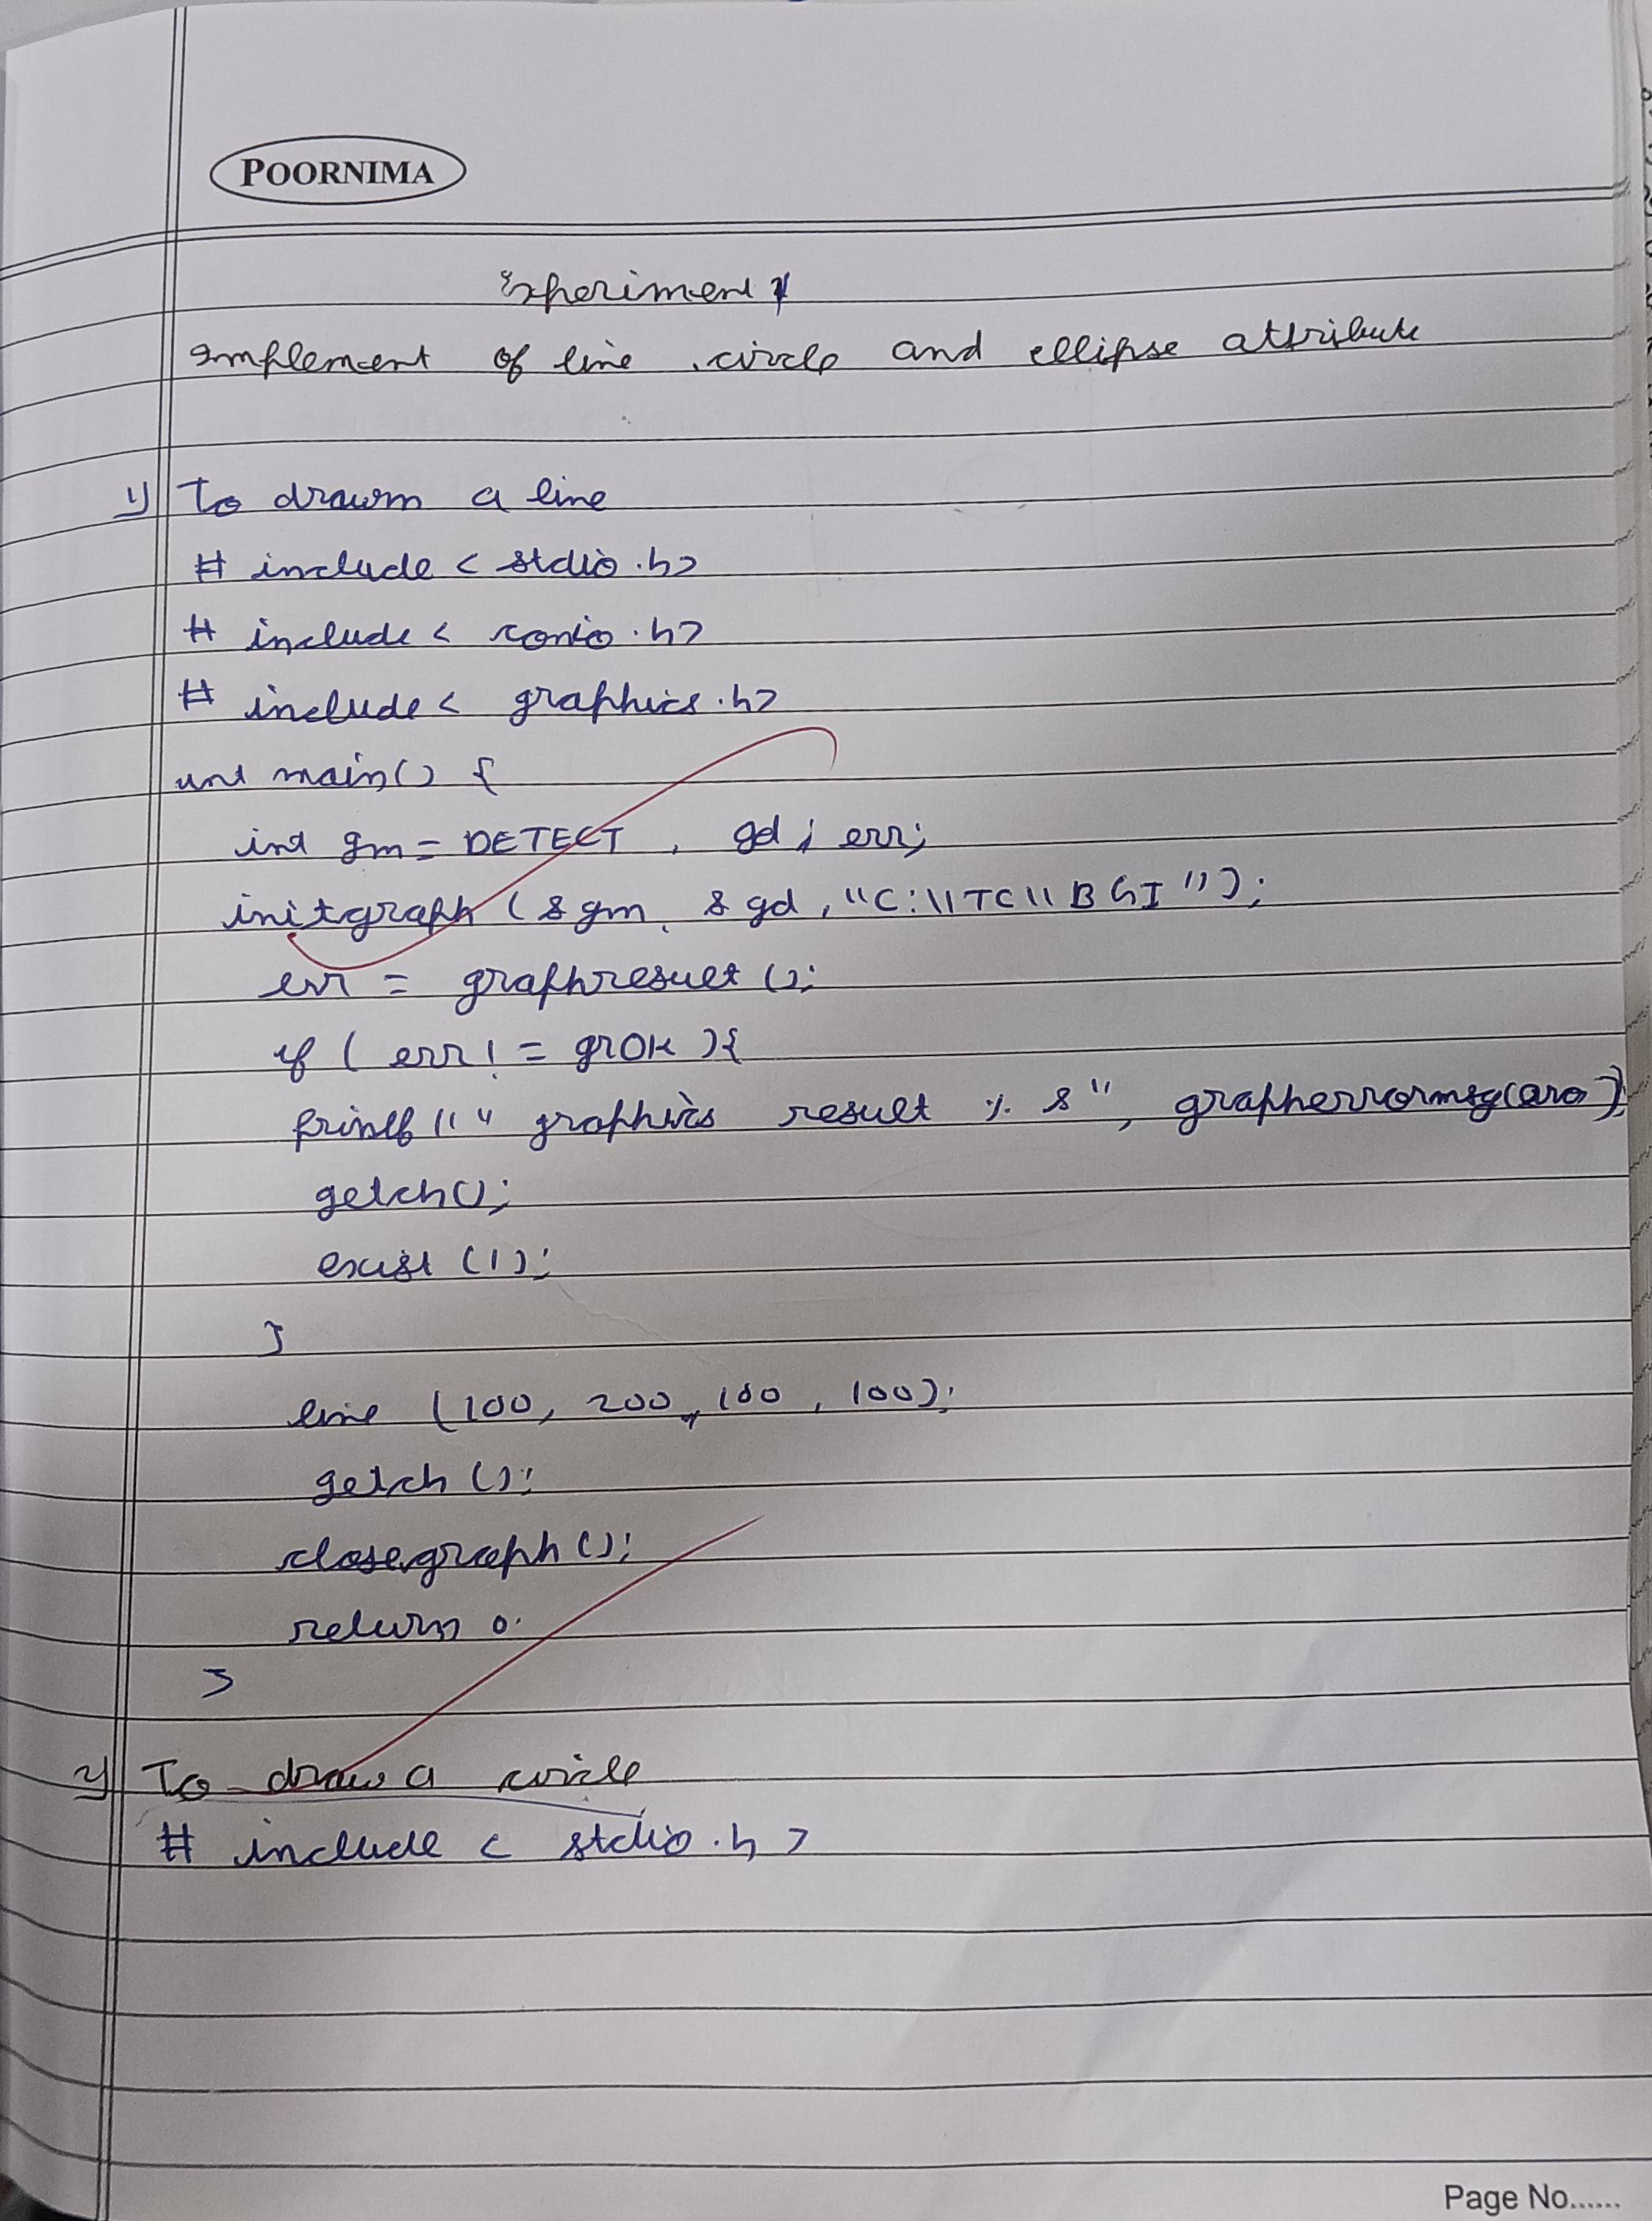 POORNIMA
Experiment 1
Implement of line, circle and ellipse attribute
1) To drawm a line
# include < stdio.h>
# include < conio.h>
# include < graphics.h>
int main() {
int gm = DETECT , gd ; err;
initgraph (& gm, & gd, "C:\\TC\\BGI");
err = graphresult ();
if ( err! = grOK ){
printf (" graphics result % s", grapherrormsg(
getch();
exist (1);
}
line (100, 200, 100, 100);
getch ();
closegraph ();
return 0.
}
2) To draw a circle
# include < stdio.h >
Page No......